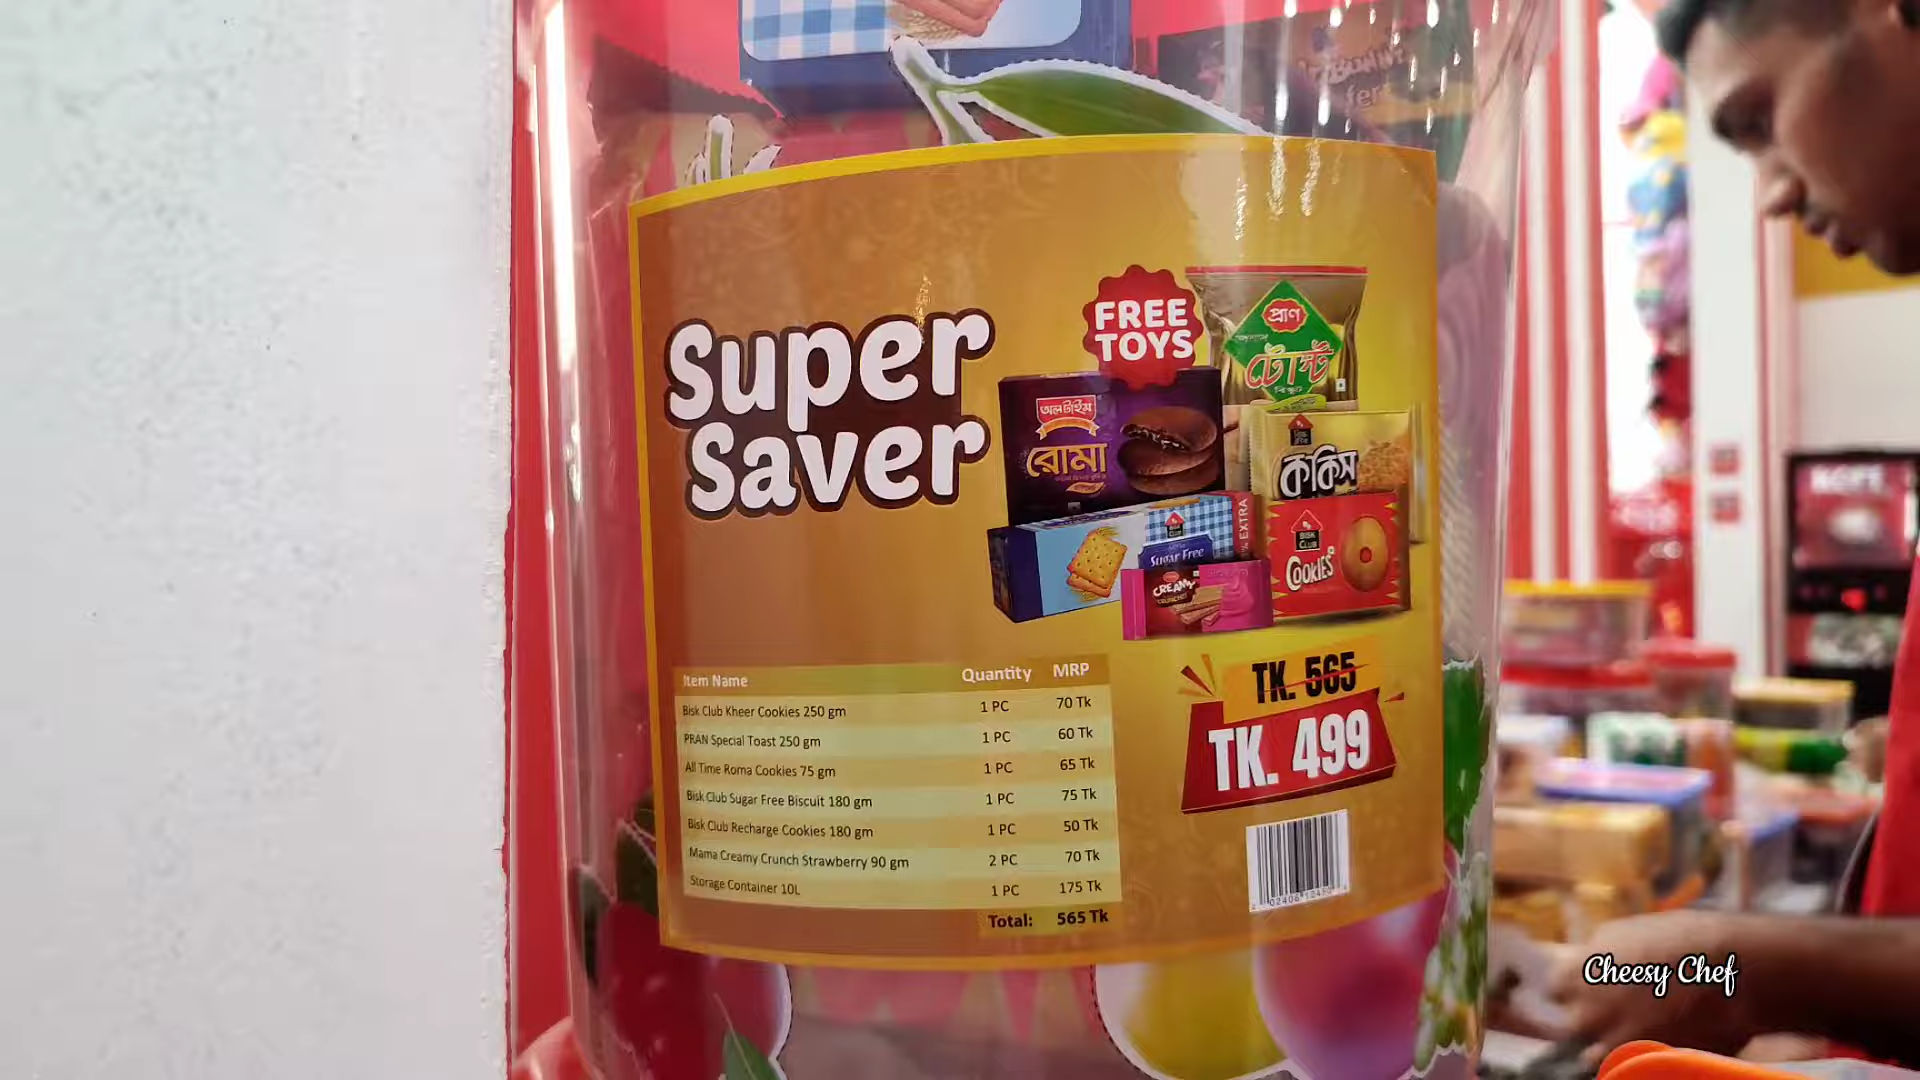 Super
Saver
FREE
TOYS
প্রাণ
টোস্ট
অলটাইম
রোমা
ককিস
EXTRA
Sugar Free
BISK
CLUB
COOKIES
CREAMY
Item Name Quantity MRP
Bisk Club Kheer Cookies 250 gm 1 PC 70 Tk
PRAN Special Toast 250 gm 1 PC 60 Tk
All Time Roma Cookies 75 gm 1 PC 65 Tk
Bisk Club Sugar Free Biscuit 180 gm 1 PC 75 Tk
Bisk Club Recharge Cookies 180 gm 1 PC 50 Tk
Mama Creamy Crunch Strawberry 90 gm 2 PC 70 Tk
Storage Container 10L 1 PC 175 Tk
Total: 565 Tk
TK. 565
TK. 499
Cheesy Chef